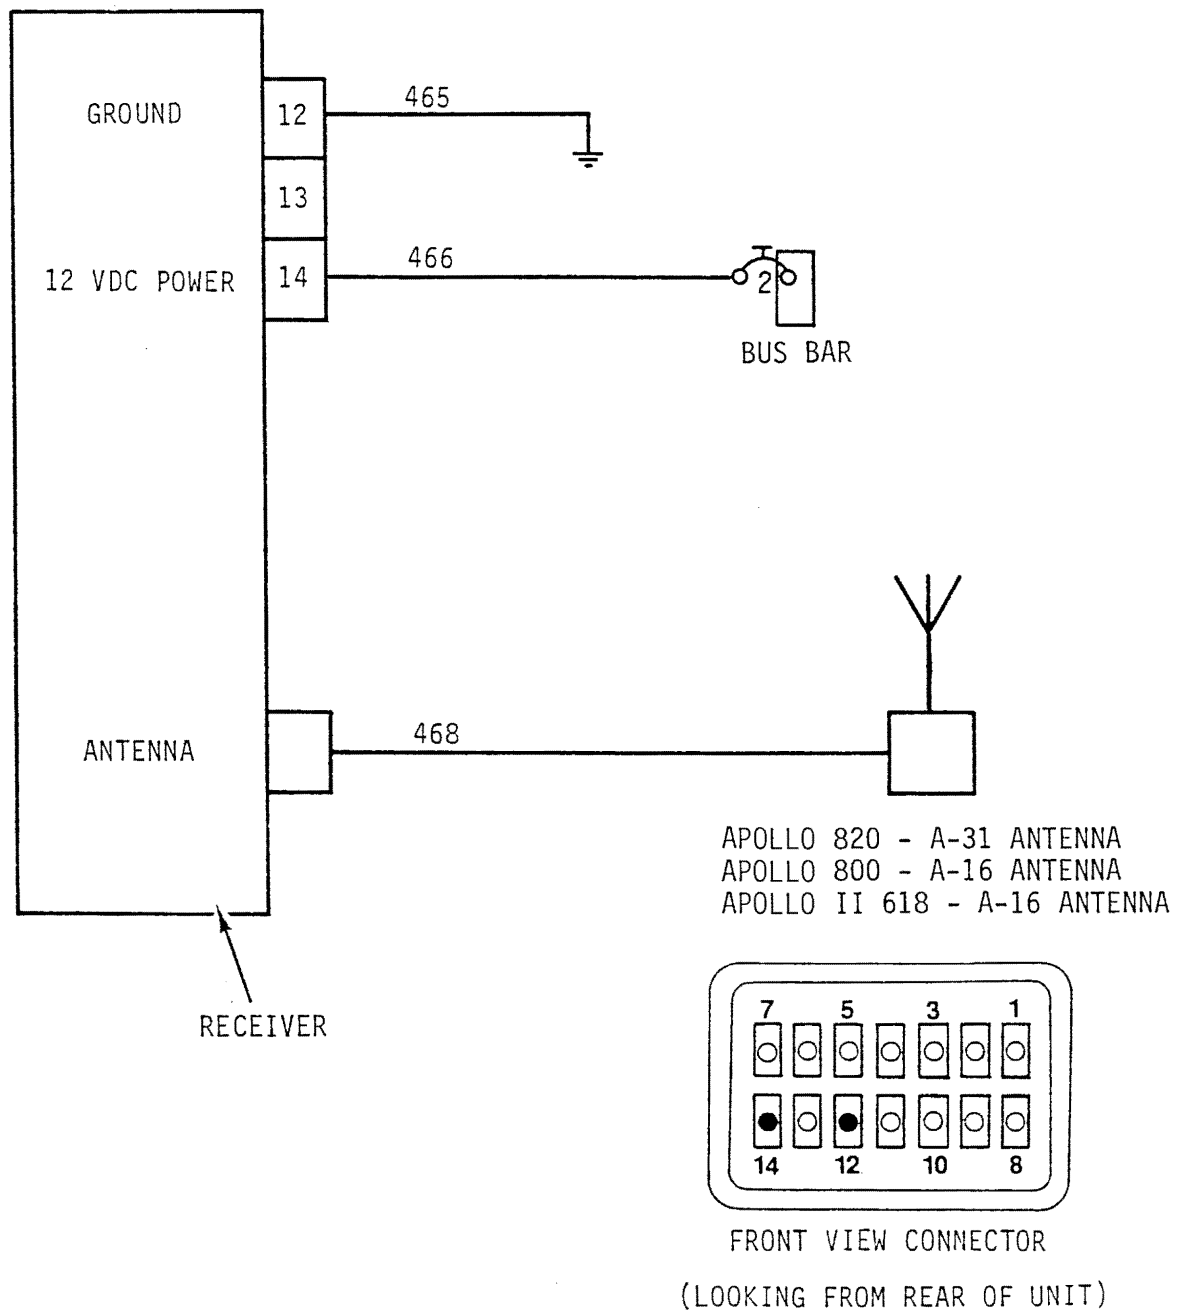 GROUND
12
465
13
12 VDC POWER
14
466
2
BUS BAR
ANTENNA
468
APOLLO 820 - A-31 ANTENNA
APOLLO 800 - A-16 ANTENNA
APOLLO II 618 - A-16 ANTENNA
RECEIVER
7 5 3 1
14 12 10 8
FRONT VIEW CONNECTOR
(LOOKING FROM REAR OF UNIT)